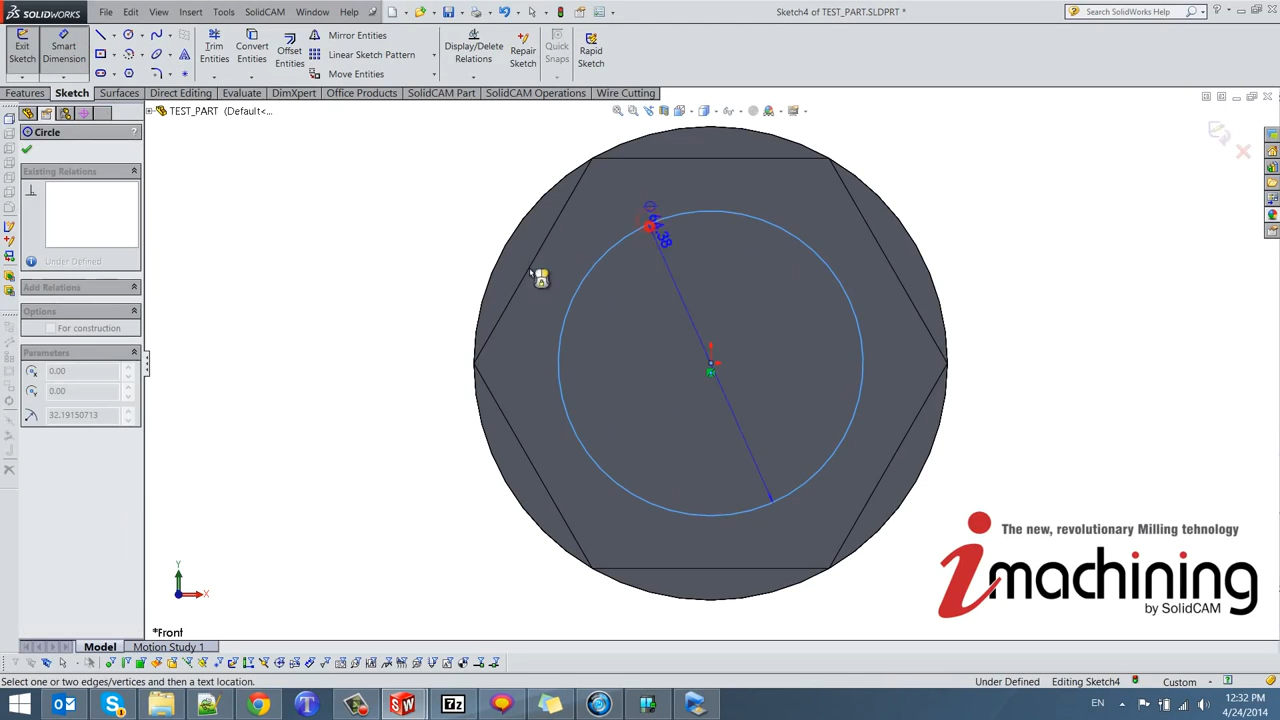 SOLIDWORKS
File Edit View Insert Tools SolidCAM Window Help
Sketch4 of TEST_PART.SLDPRT *
Search SolidWorks Help
Exit Sketch
Smart Dimension
Trim Entities
Convert Entities
Offset Entities
Mirror Entities
Linear Sketch Pattern
Move Entities
Display/Delete Relations
Repair Sketch
Quick Snaps
Rapid Sketch
Features Sketch Surfaces Direct Editing Evaluate DimXpert Office Products SolidCAM Part SolidCAM Operations Wire Cutting
TEST_PART (Default<...
Circle ?
Existing Relations
Under Defined
Add Relations
Options
For construction
Parameters
0.00
0.00
32.19150713
64.38
Y
X
*Front
The new, revolutionary Milling tehnology
imachining
by SolidCAM
Model Motion Study 1
Select one or two edges/vertices and then a text location.
Under Defined Editing Sketch4 Custom
EN 12:32 PM
4/24/2014